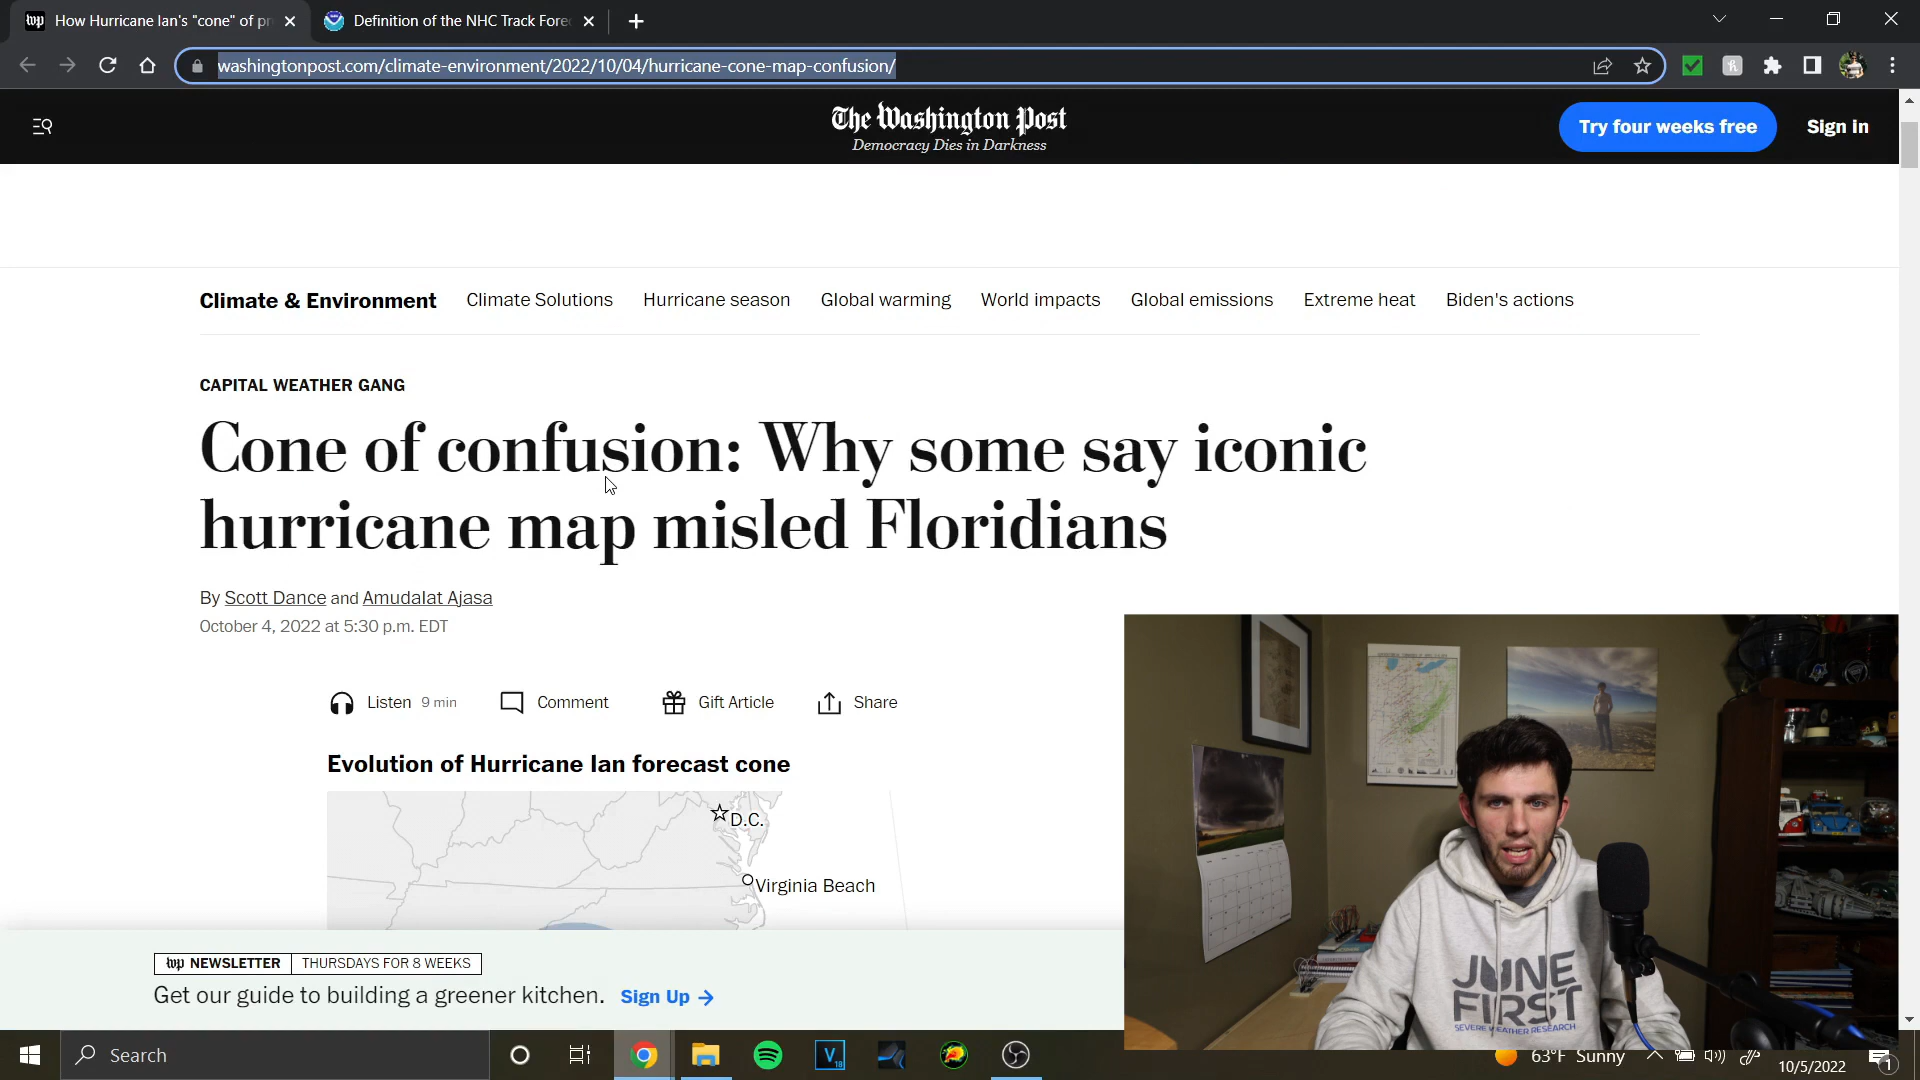 How Hurricane Ian's "cone" of pr
Definition of the NHC Track Fore
washingtonpost.com/climate-environment/2022/10/04/hurricane-cone-map-confusion/
The Washington Post
Democracy Dies in Darkness
Try four weeks free
Sign in
Climate & Environment
Climate Solutions
Hurricane season
Global warming
World impacts
Global emissions
Extreme heat
Biden's actions
CAPITAL WEATHER GANG
Cone of confusion: Why some say iconic
hurricane map misled Floridians
By Scott Dance and Amudalat Ajasa
October 4, 2022 at 5:30 p.m. EDT
Listen 9 min
Comment
Gift Article
Share
Evolution of Hurricane Ian forecast cone
D.C.
Virginia Beach
wp NEWSLETTER
THURSDAYS FOR 8 WEEKS
Get our guide to building a greener kitchen. Sign Up →
JUNE
FIRST
SEVERE WEATHER RESEARCH
Search
63°F Sunny
10/5/2022
1